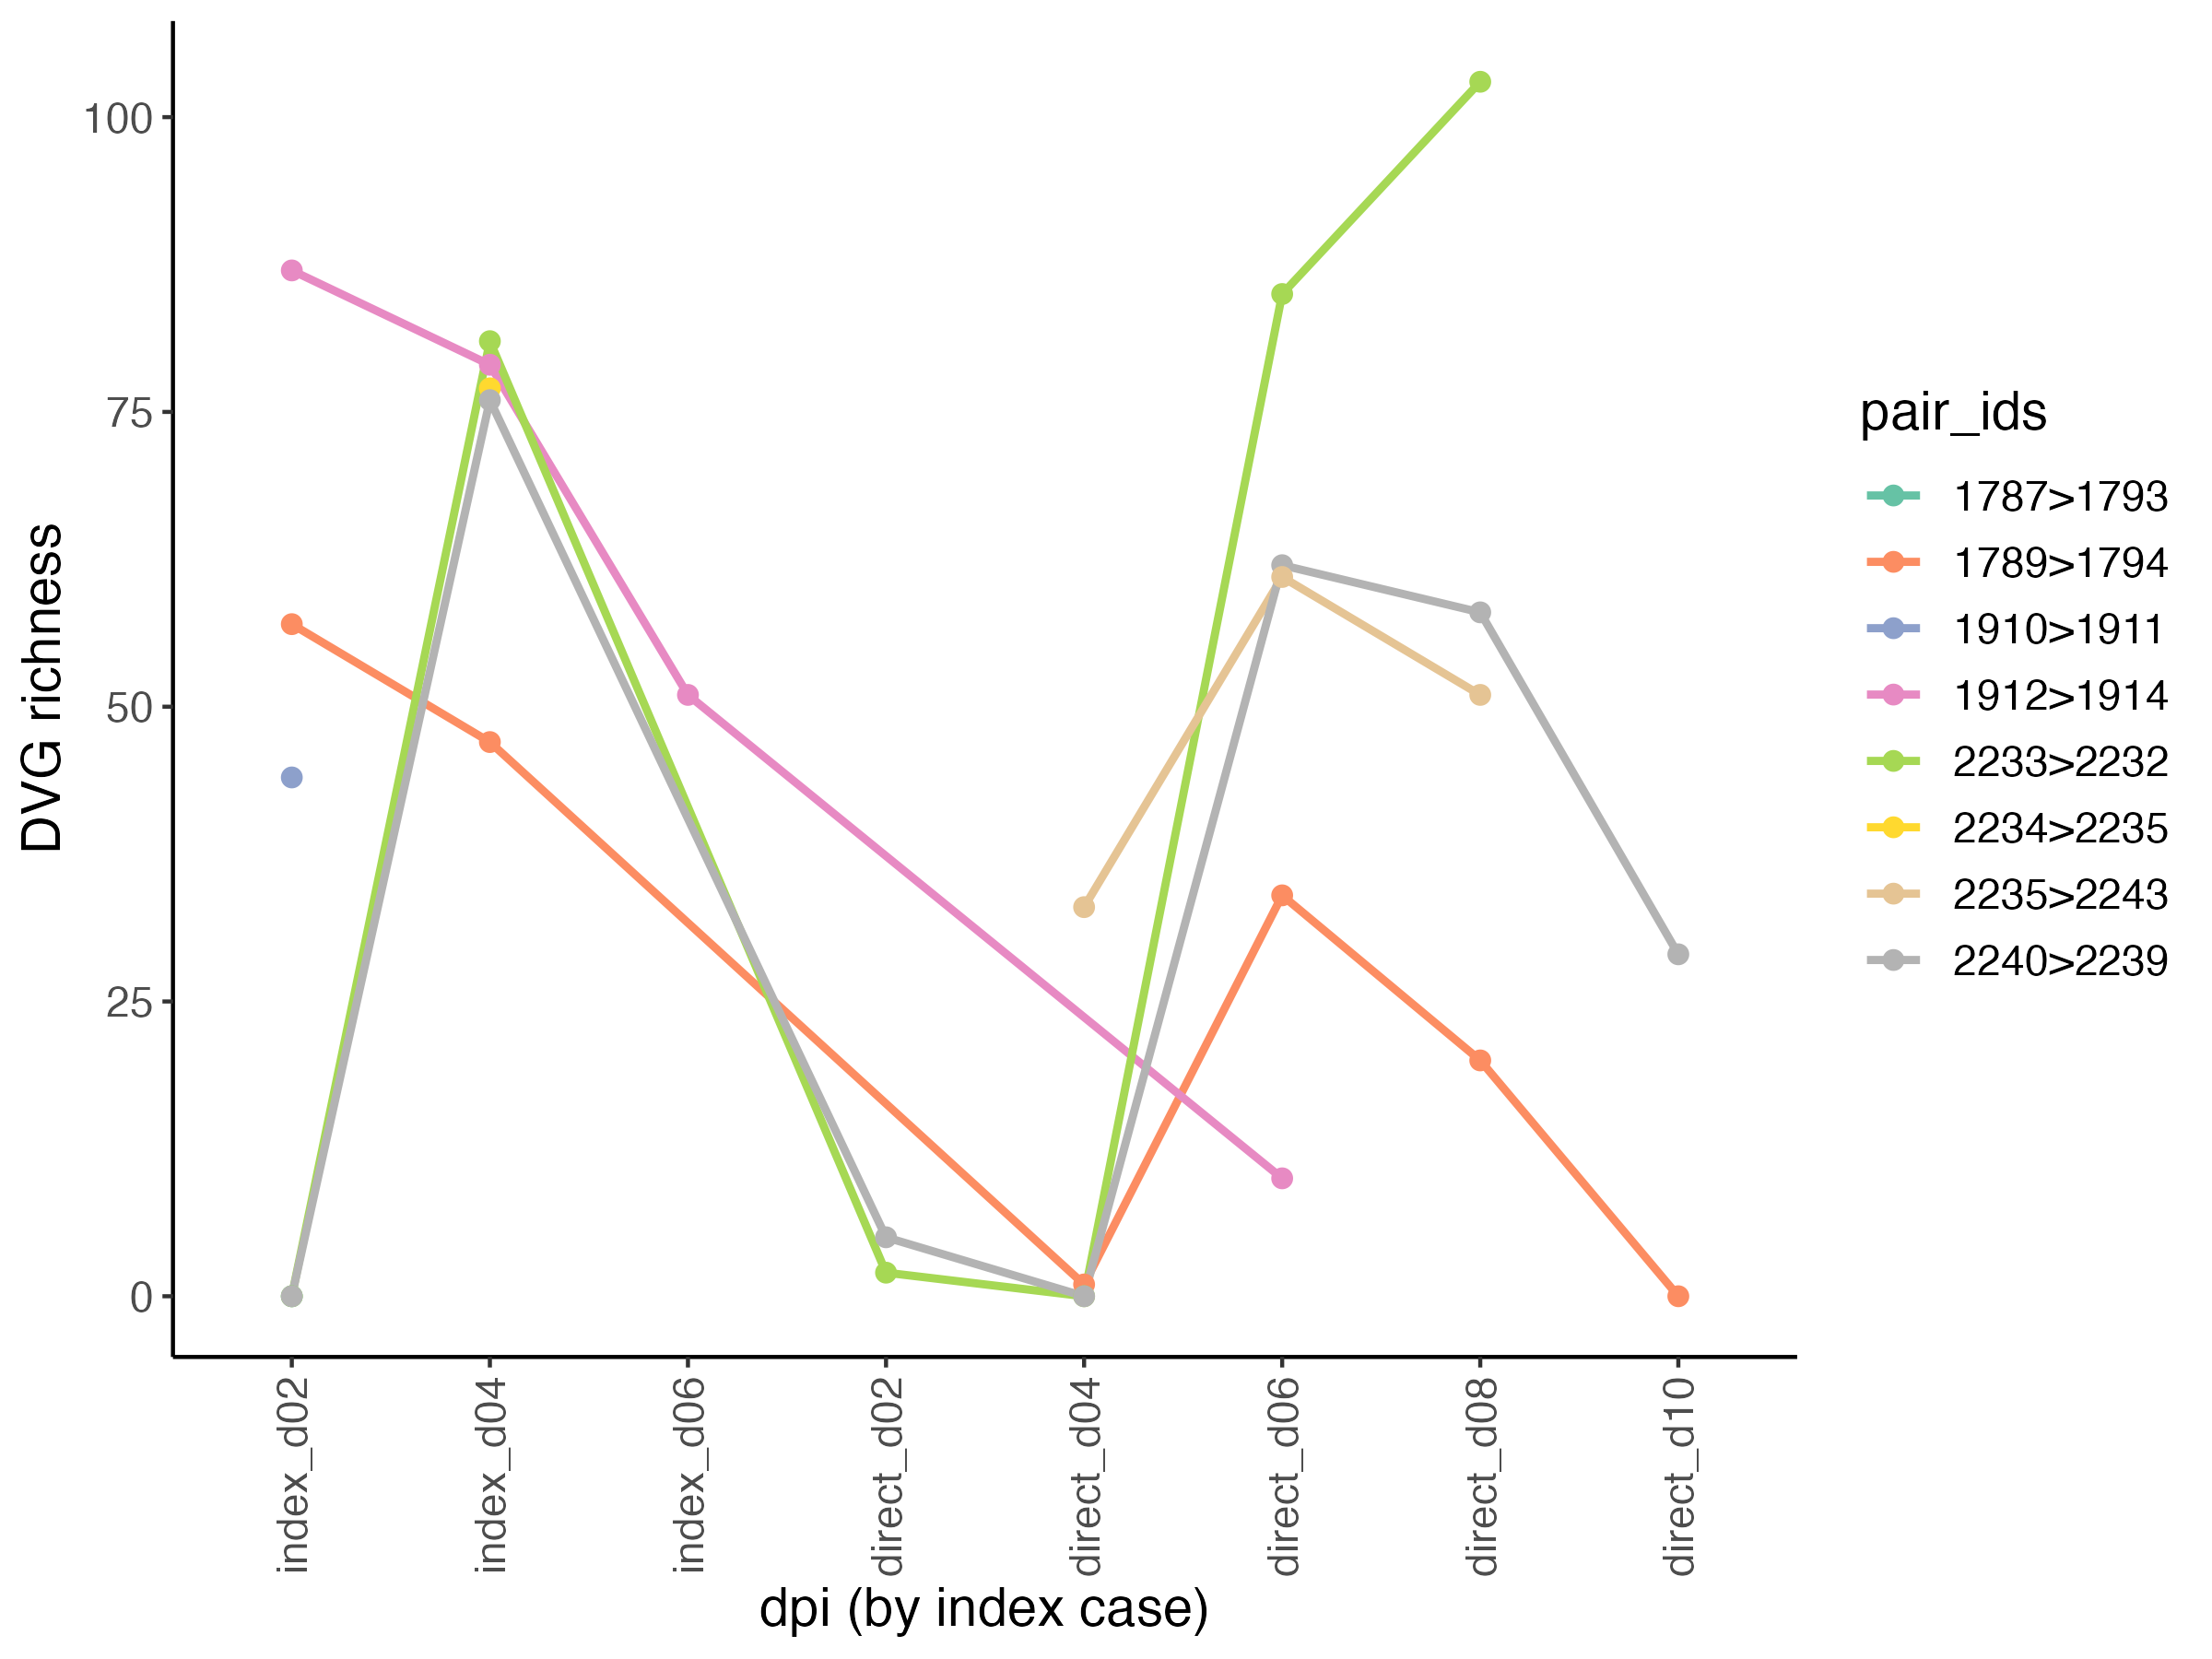 DVG richness
100
75
50
25
0
index_d02
index_d04
index_d06
direct_d02
direct_d04
direct_d06
direct_d08
direct_d10
dpi (by index case)
pair_ids
1787>1793
1789>1794
1910>1911
1912>1914
2233>2232
2234>2235
2235>2243
2240>2239